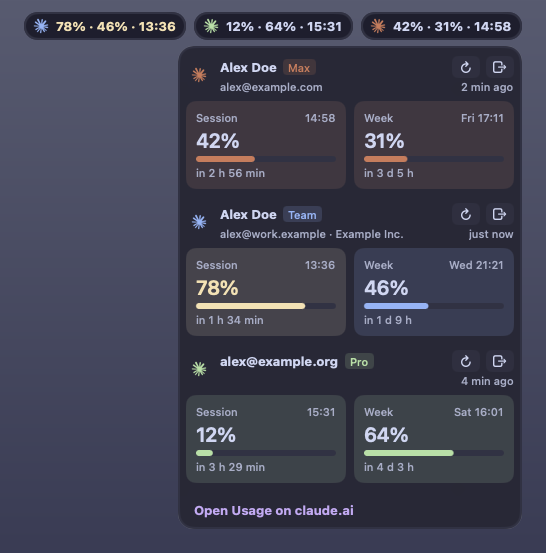 78% · 46% · 13:36
12% · 64% · 15:31
42% · 31% · 14:58
Alex Doe Max
alex@example.com 2 min ago
Session 14:58
42%
in 2 h 56 min
Week Fri 17:11
31%
in 3 d 5 h
Alex Doe Team
alex@work.example · Example Inc. just now
Session 13:36
78%
in 1 h 34 min
Week Wed 21:21
46%
in 1 d 9 h
alex@example.org Pro
4 min ago
Session 15:31
12%
in 3 h 29 min
Week Sat 16:01
64%
in 4 d 3 h
Open Usage on claude.ai